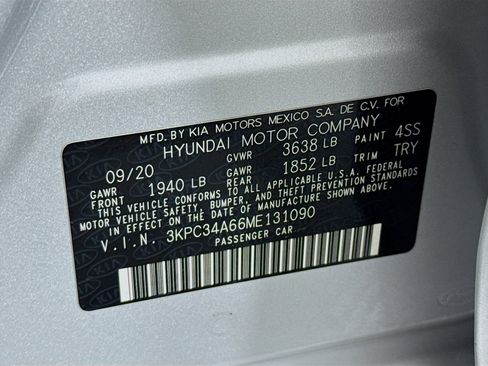 MFD. BY KIA MOTORS MEXICO S.A. DE C.V. FOR
HYUNDAI MOTOR COMPANY
09/20 GVWR 3638 LB PAINT 4SS
GAWR FRONT 1940 LB GAWR REAR 1852 LB TRIM TRY
THIS VEHICLE CONFORMS TO ALL APPLICABLE U.S.A. FEDERAL
MOTOR VEHICLE SAFETY, BUMPER, AND THEFT PREVENTION
STANDARDS IN EFFECT ON THE DATE OF MANUFACTURE SHOWN ABOVE.
V.I.N. 3KPC34A66ME131090
PASSENGER CAR